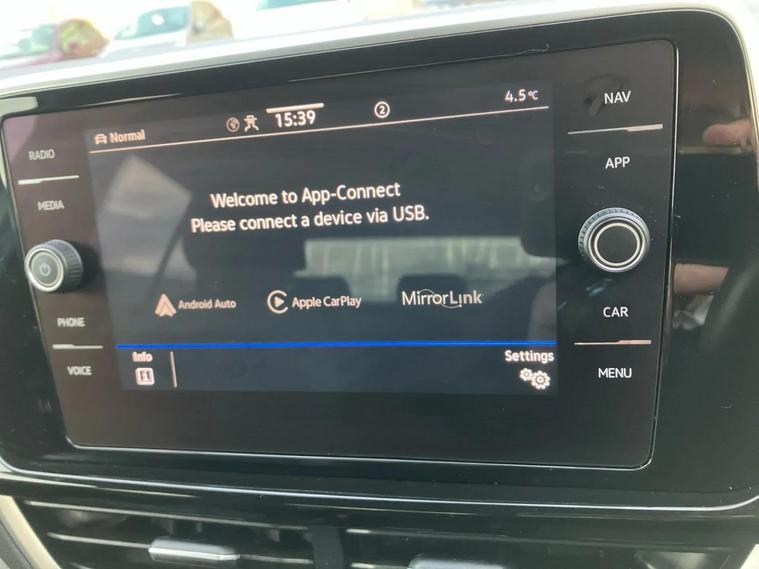 NAV
4.5°C
2
15:39
Normal
RADIO
APP
MEDIA
Welcome to App-Connect
Please connect a device via USB.
Android Auto
Apple CarPlay
MirrorLink
CAR
PHONE
Info
Settings
VOICE
MENU